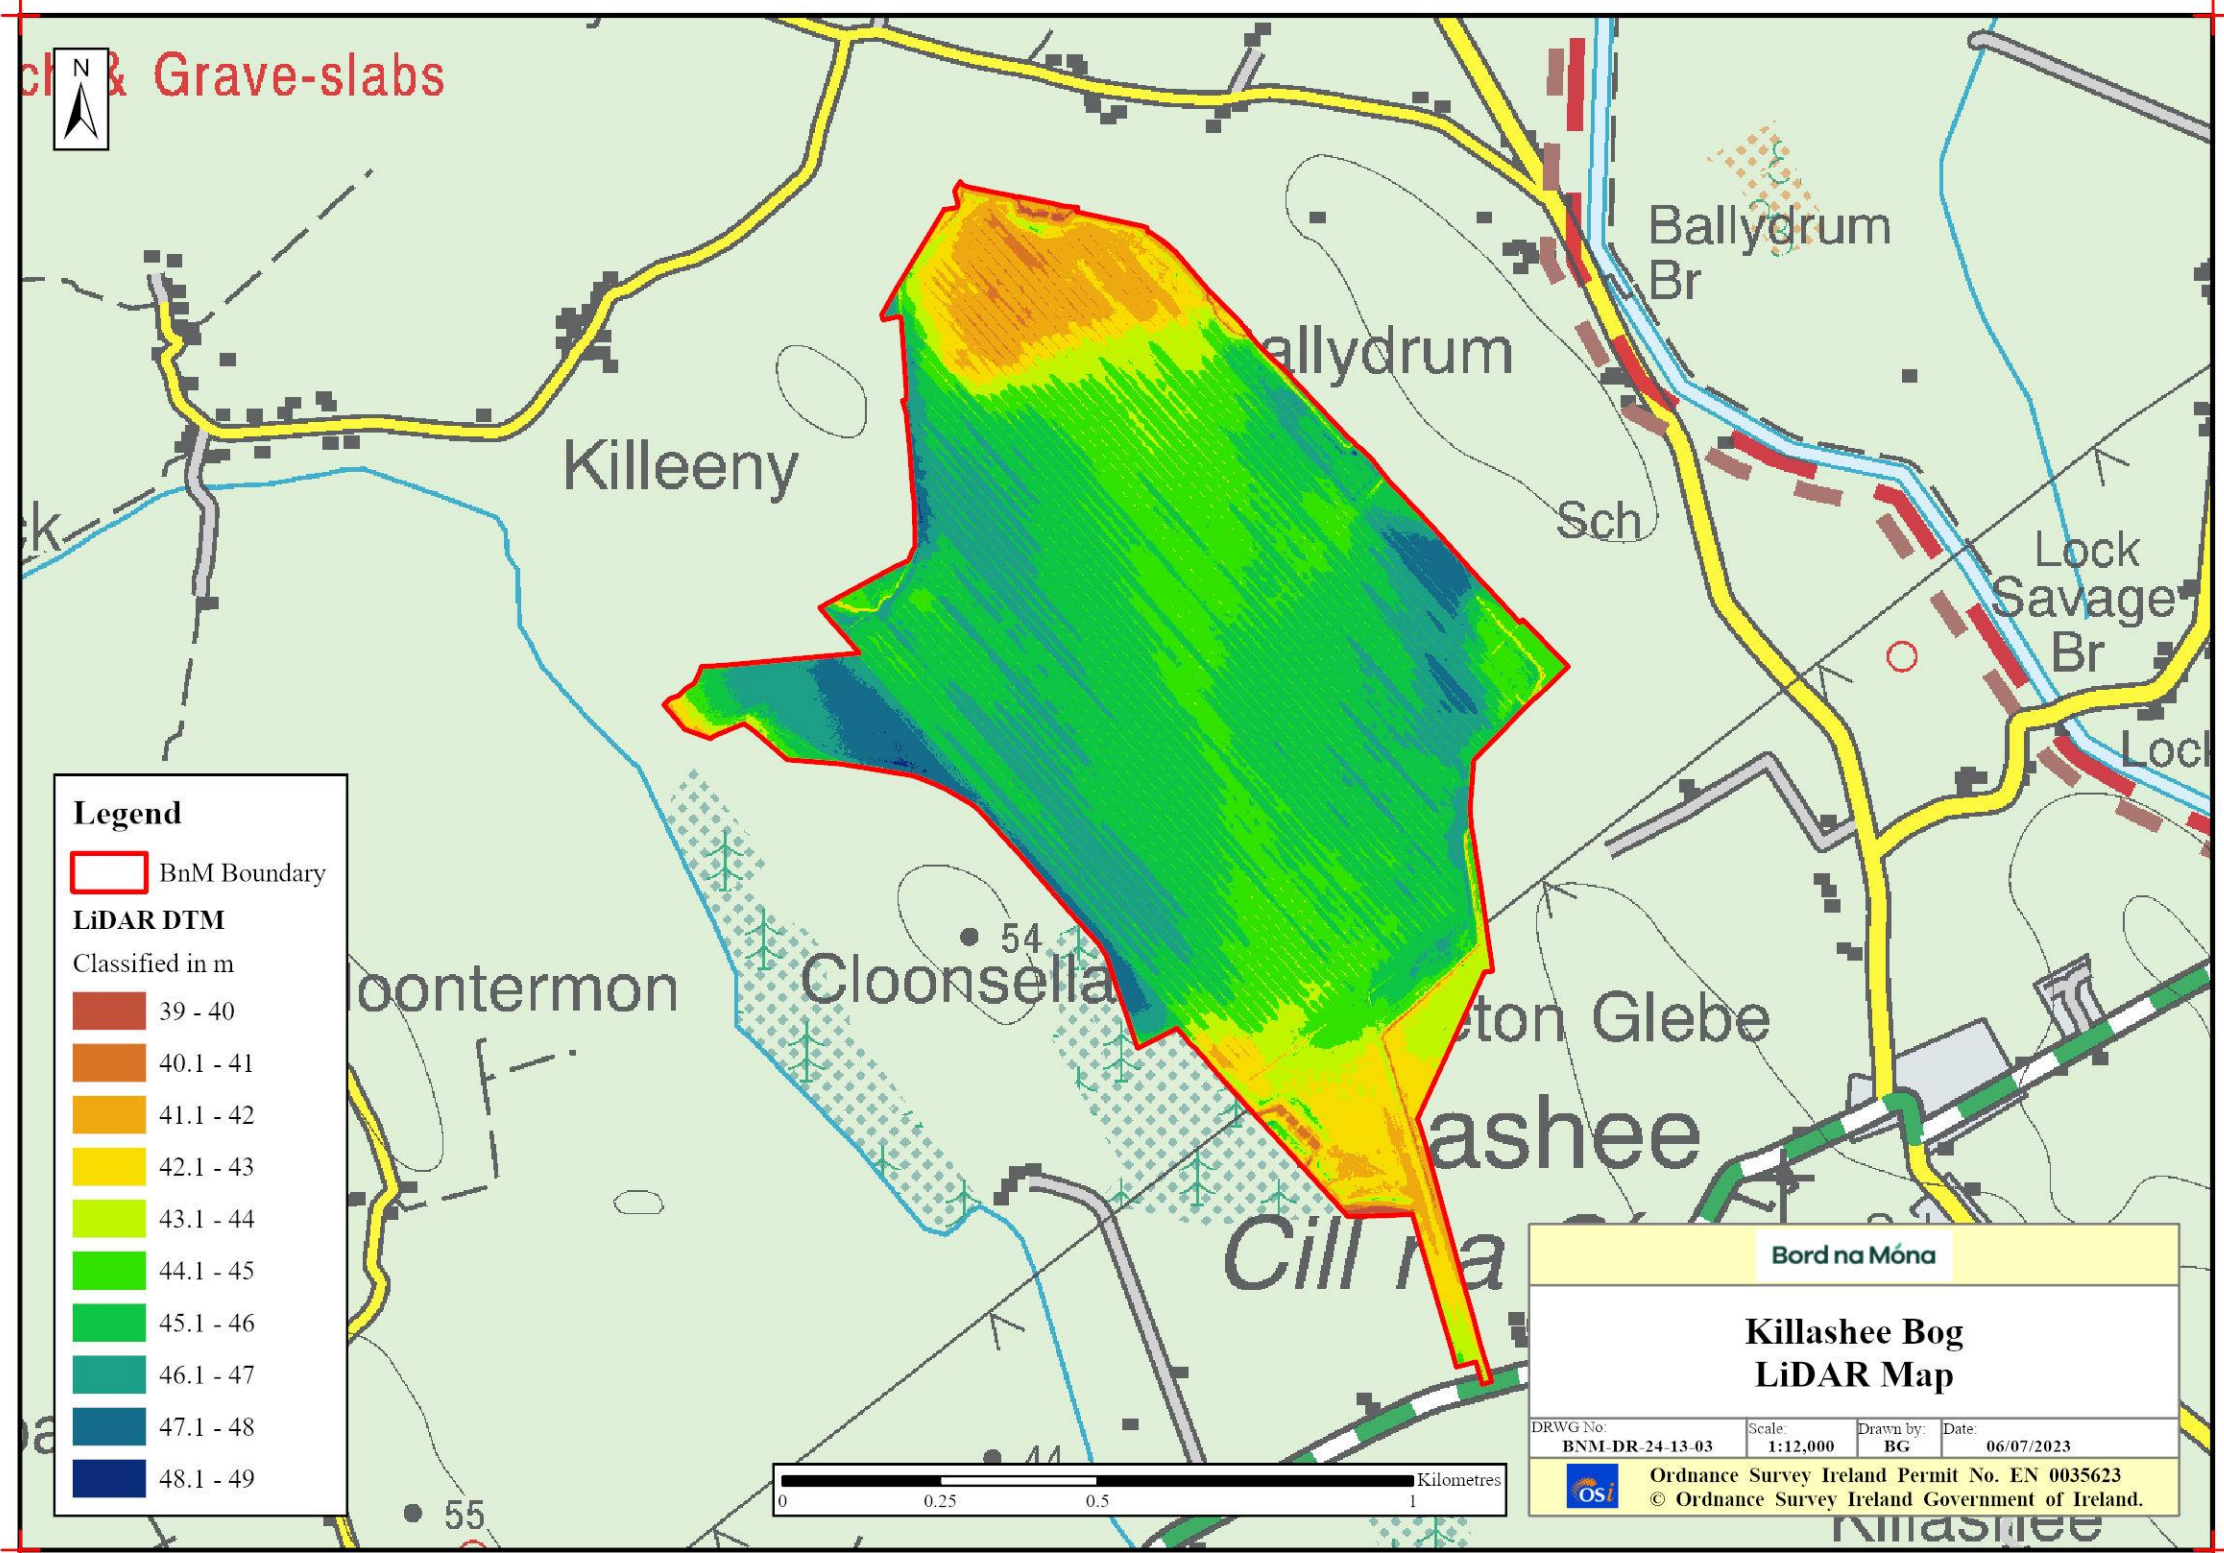 & Grave-slabs
N
Ballydrum
Br
allydrum
Killeeny
Sch
Lock
Savage
Br
Lock
54
Cloonsella
loontermon
ton Glebe
ashee
Cill na
44
55
Killashee
Legend
BnM Boundary
LiDAR DTM
Classified in m
39 - 40
40.1 - 41
41.1 - 42
42.1 - 43
43.1 - 44
44.1 - 45
45.1 - 46
46.1 - 47
47.1 - 48
48.1 - 49
Kilometres
0 0.25 0.5 1
Bord na Móna
Killashee Bog
LiDAR Map
DRWG No: BNM-DR-24-13-03
Scale: 1:12,000
Drawn by: BG
Date: 06/07/2023
OSi
Ordnance Survey Ireland Permit No. EN 0035623
© Ordnance Survey Ireland Government of Ireland.